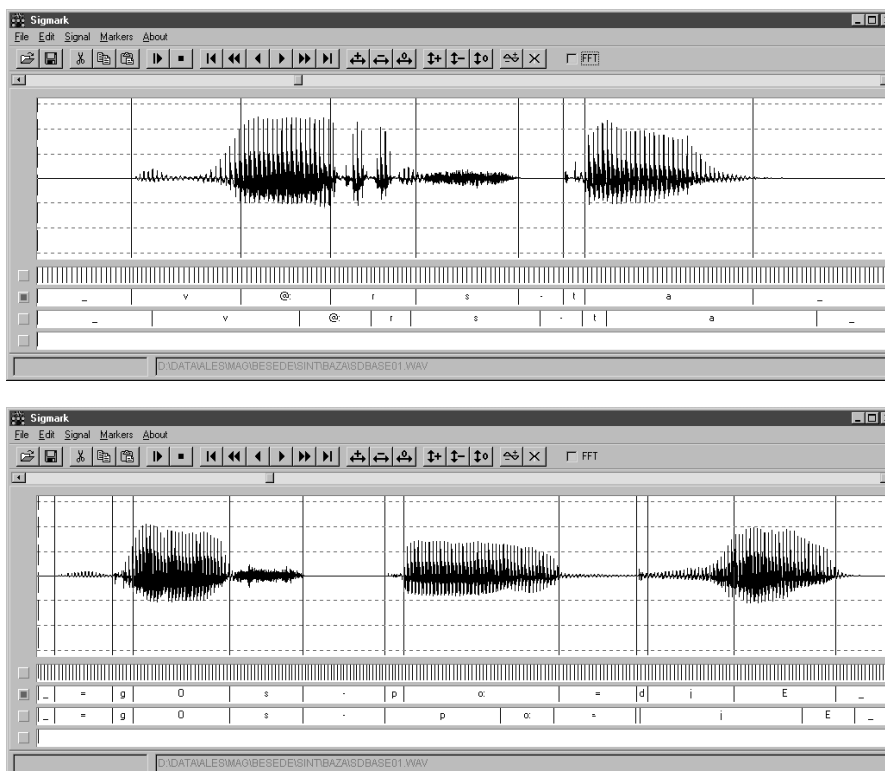 Sigmark
File Edit Signal Markers About
FFT
_ v @: r s - t a _
_ v @: r s - t a _
D:\DATA\ALES\MAG\BESEDE\SINT\BAZA\SDBASE01.WAV
Sigmark
File Edit Signal Markers About
FFT
_ = g O s - p o: = d j E _
_ = g O s - p o: = j E _
D:\DATA\ALES\MAG\BESEDE\SINT\BAZA\SDBASE01.WAV